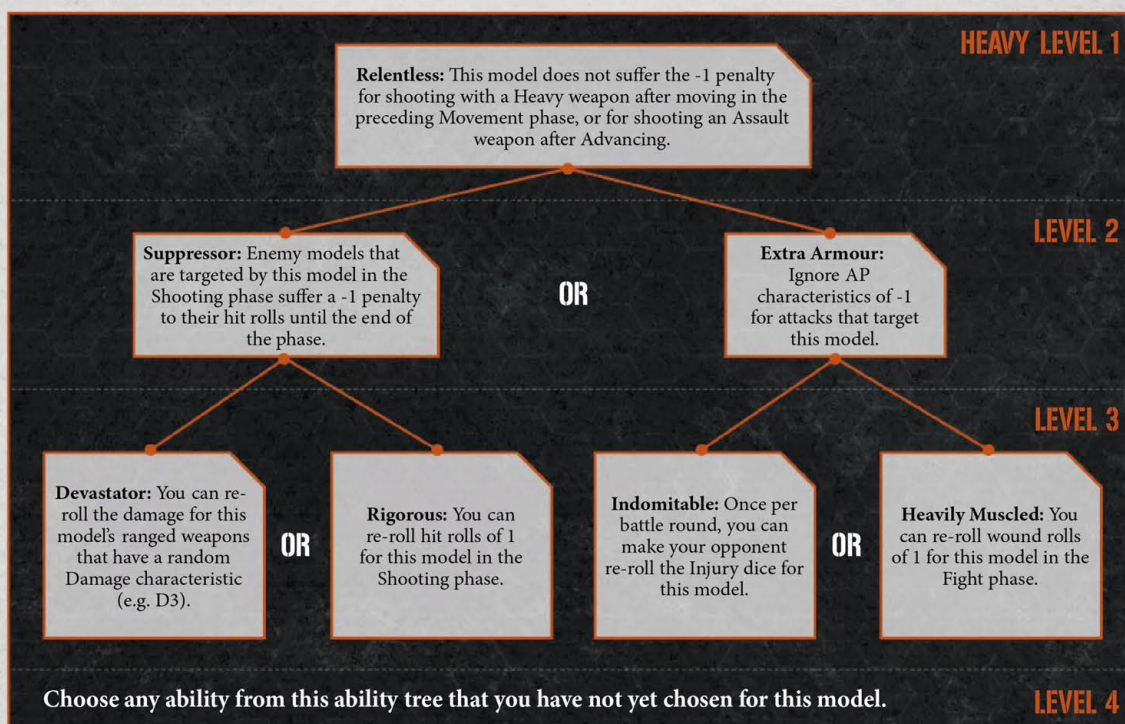 HEAVY LEVEL 1
Relentless: This model does not suffer the -1 penalty
for shooting with a Heavy weapon after moving in the
preceding Movement phase, or for shooting an Assault
weapon after Advancing.
LEVEL 2
Suppressor: Enemy models that
are targeted by this model in the
Shooting phase suffer a -1 penalty
to their hit rolls until the end of
the phase.
OR
Extra Armour:
Ignore AP
characteristics of -1
for attacks that target
this model.
LEVEL 3
Devastator: You can re-
roll the damage for this
model's ranged weapons
that have a random
Damage characteristic
(e.g. D3).
OR
Rigorous: You can
re-roll hit rolls of 1
for this model in the
Shooting phase.
Indomitable: Once per
battle round, you can
make your opponent
re-roll the Injury dice for
this model.
OR
Heavily Muscled: You
can re-roll wound rolls
of 1 for this model in the
Fight phase.
Choose any ability from this ability tree that you have not yet chosen for this model.
LEVEL 4